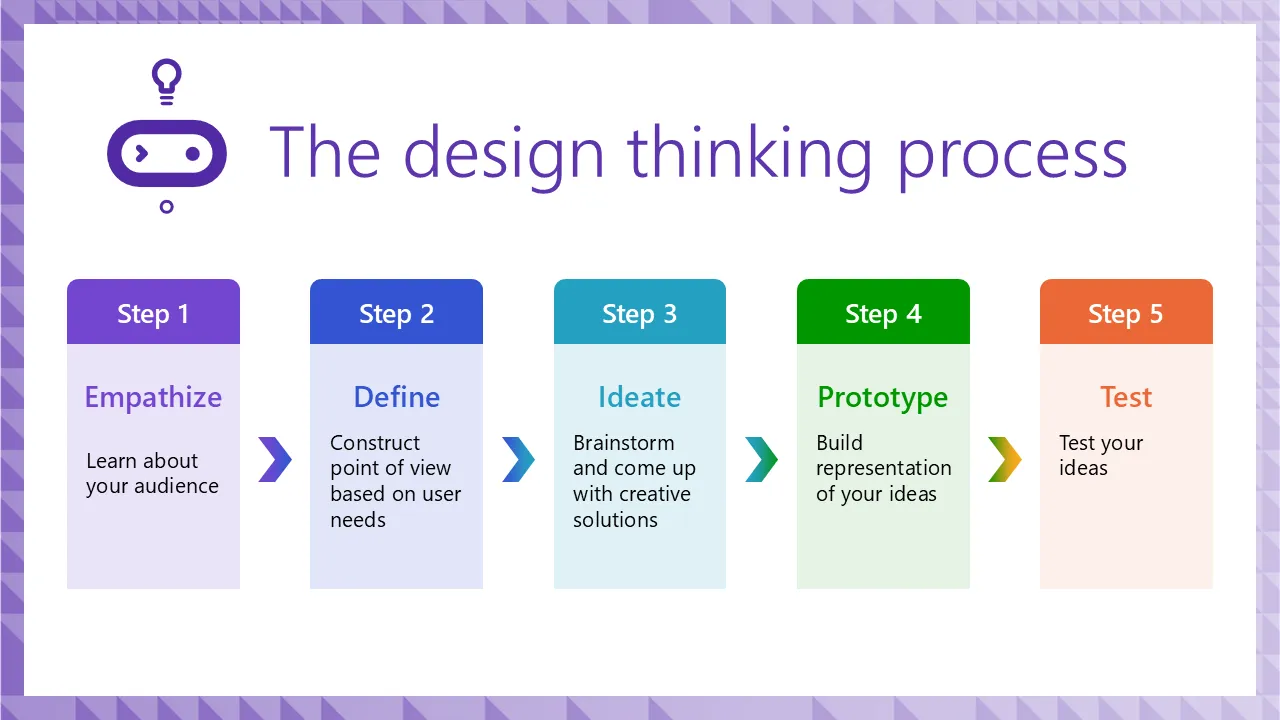 The design thinking process
Step 1
Empathize
Learn about
your audience
Step 2
Define
Construct
point of view
based on user
needs
Step 3
Ideate
Brainstorm
and come up
with creative
solutions
Step 4
Prototype
Build
representation
of your ideas
Step 5
Test
Test your
ideas